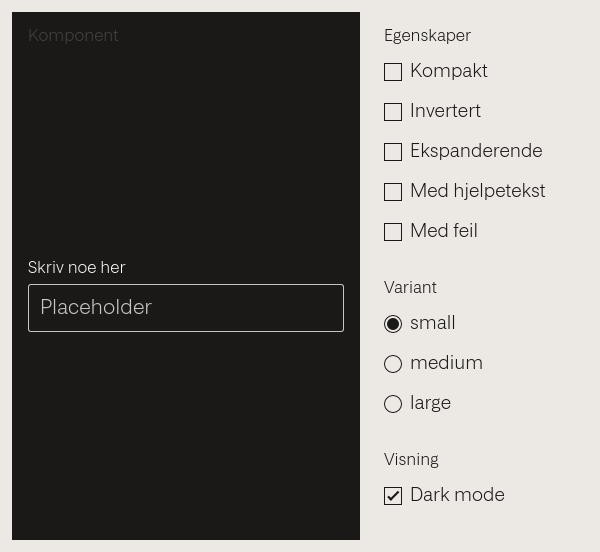 Komponent
Skriv noe her
Placeholder
Egenskaper
Kompakt
Invertert
Ekspanderende
Med hjelpetekst
Med feil
Variant
small
medium
large
Visning
Dark mode